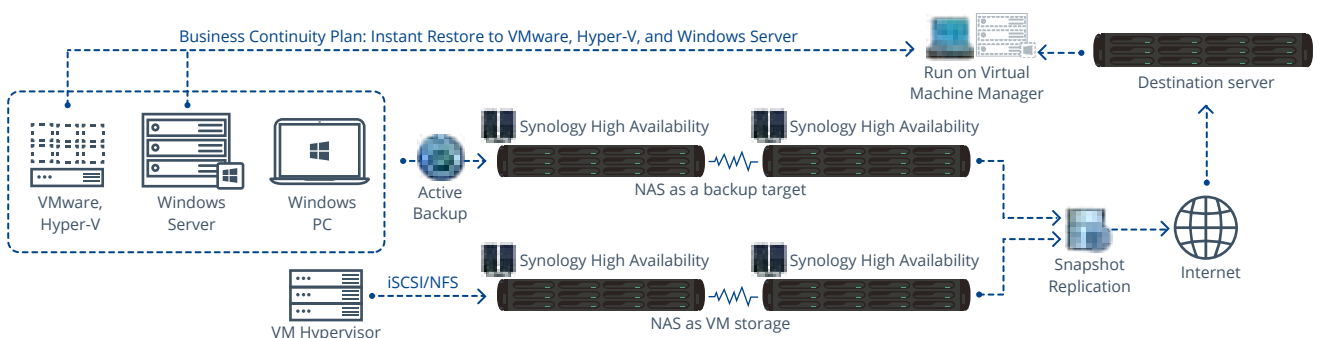 Business Continuity Plan: Instant Restore to VMware, Hyper-V, and Windows Server
Run on Virtual
Machine Manager
Destination server
VMware,
Hyper-V
Windows
Server
Windows
PC
Active
Backup
Synology High Availability
Synology High Availability
NAS as a backup target
VM Hypervisor
iSCSI/NFS
Synology High Availability
Synology High Availability
NAS as VM storage
Snapshot
Replication
Internet